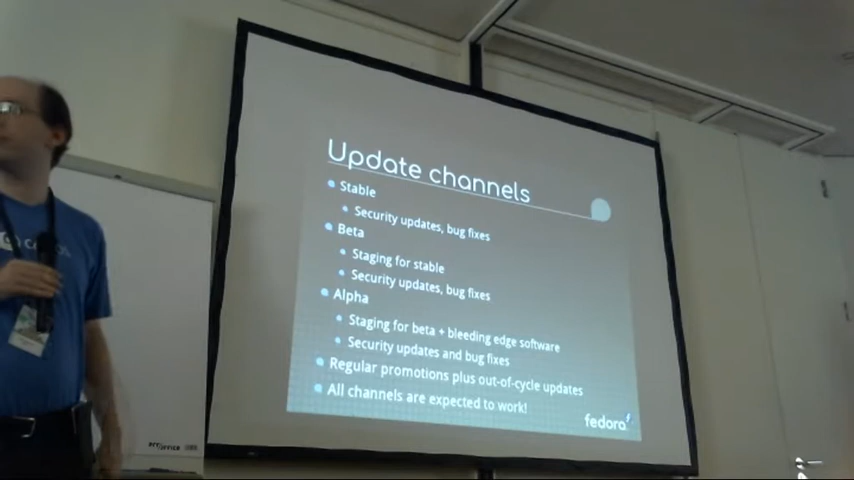 Update channels
Stable
Security updates, bug fixes
Beta
Staging for stable
Security updates, bug fixes
Alpha
Staging for beta + bleeding edge software
Security updates and bug fixes
Regular promotions plus out-of-cycle updates
All channels are expected to work!
fedora